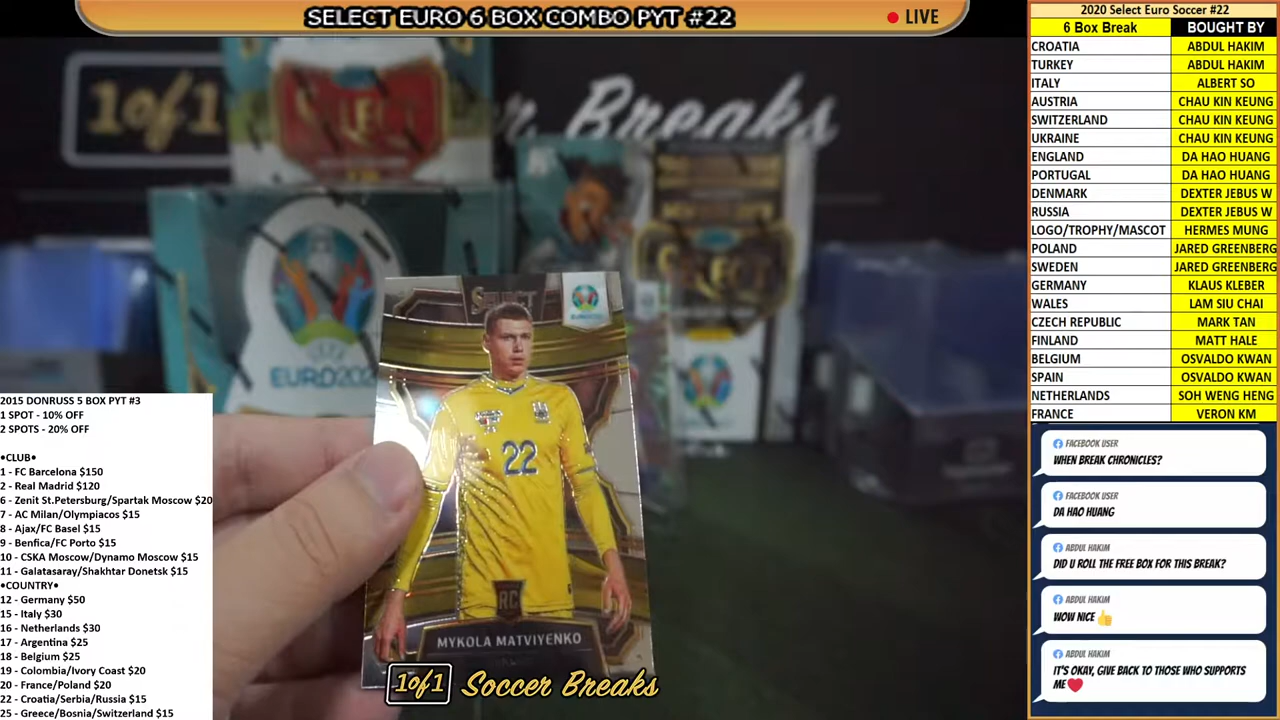 SELECT EURO 6 BOX COMBO PYT #22
LIVE
2020 Select Euro Soccer #22
6 Box Break BOUGHT BY
CROATIA ABDUL HAKIM
TURKEY ABDUL HAKIM
ITALY ALBERT SO
AUSTRIA CHAU KIN KEUNG
SWITZERLAND CHAU KIN KEUNG
UKRAINE CHAU KIN KEUNG
ENGLAND DA HAO HUANG
PORTUGAL DA HAO HUANG
DENMARK DEXTER JEBUS W
RUSSIA DEXTER JEBUS W
LOGO/TROPHY/MASCOT HERMES MUNG
POLAND JARED GREENBERG
SWEDEN JARED GREENBERG
GERMANY KLAUS KLEBER
WALES LAM SIU CHAI
CZECH REPUBLIC MARK TAN
FINLAND MATT HALE
BELGIUM OSVALDO KWAN
SPAIN OSVALDO KWAN
NETHERLANDS SOH WENG HENG
FRANCE VERON KM
1of1
Breaks
SELECT
EURO202
SELECT
22
RC
MYKOLA MATVIYENKO
1of1 Soccer Breaks
2015 DONRUSS 5 BOX PYT #3
1 SPOT - 10% OFF
2 SPOTS - 20% OFF
•CLUB•
1 - FC Barcelona $150
2 - Real Madrid $120
6 - Zenit St.Petersburg/Spartak Moscow $20
7 - AC Milan/Olympiacos $15
8 - Ajax/FC Basel $15
9 - Benfica/FC Porto $15
10 - CSKA Moscow/Dynamo Moscow $15
11 - Galatasaray/Shakhtar Donetsk $15
•COUNTRY•
12 - Germany $50
15 - Italy $30
16 - Netherlands $30
17 - Argentina $25
18 - Belgium $25
19 - Colombia/Ivory Coast $20
20 - France/Poland $20
22 - Croatia/Serbia/Russia $15
25 - Greece/Bosnia/Switzerland $15
FACEBOOK USER
WHEN BREAK CHRONICLES?
FACEBOOK USER
DA HAO HUANG
ABDUL HAKIM
DID U ROLL THE FREE BOX FOR THIS BREAK?
ABDUL HAKIM
WOW NICE 👍
ABDUL HAKIM
IT'S OKAY, GIVE BACK TO THOSE WHO SUPPORTS
ME❤️